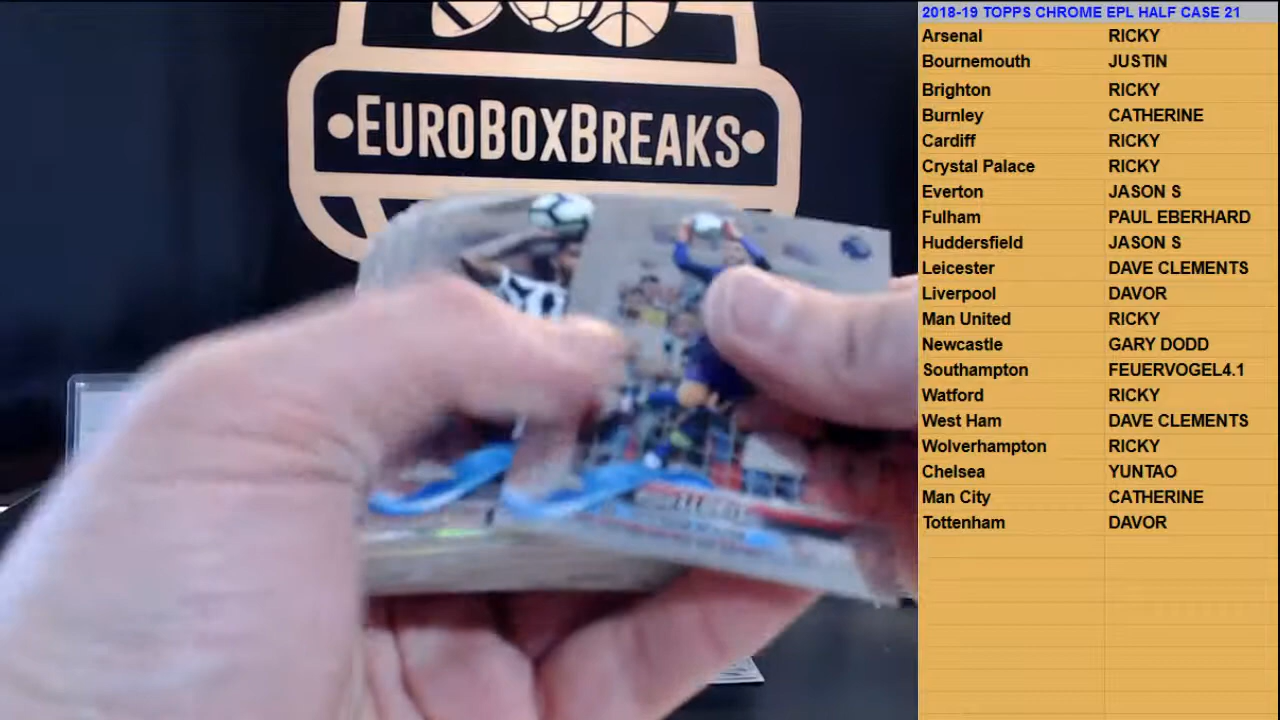 EUROBOXBREAKS
2018-19 TOPPS CHROME EPL HALF CASE 21
Arsenal RICKY
Bournemouth JUSTIN
Brighton RICKY
Burnley CATHERINE
Cardiff RICKY
Crystal Palace RICKY
Everton JASON S
Fulham PAUL EBERHARD
Huddersfield JASON S
Leicester DAVE CLEMENTS
Liverpool DAVOR
Man United RICKY
Newcastle GARY DODD
Southampton FEUERVOGEL4.1
Watford RICKY
West Ham DAVE CLEMENTS
Wolverhampton RICKY
Chelsea YUNTAO
Man City CATHERINE
Tottenham DAVOR